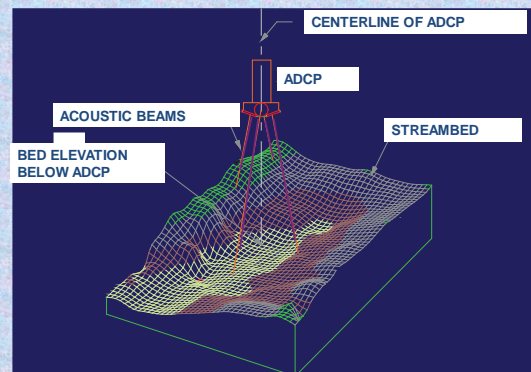 CENTERLINE OF ADCP
ADCP
ACOUSTIC BEAMS
STREAMBED
BED ELEVATION
BELOW ADCP